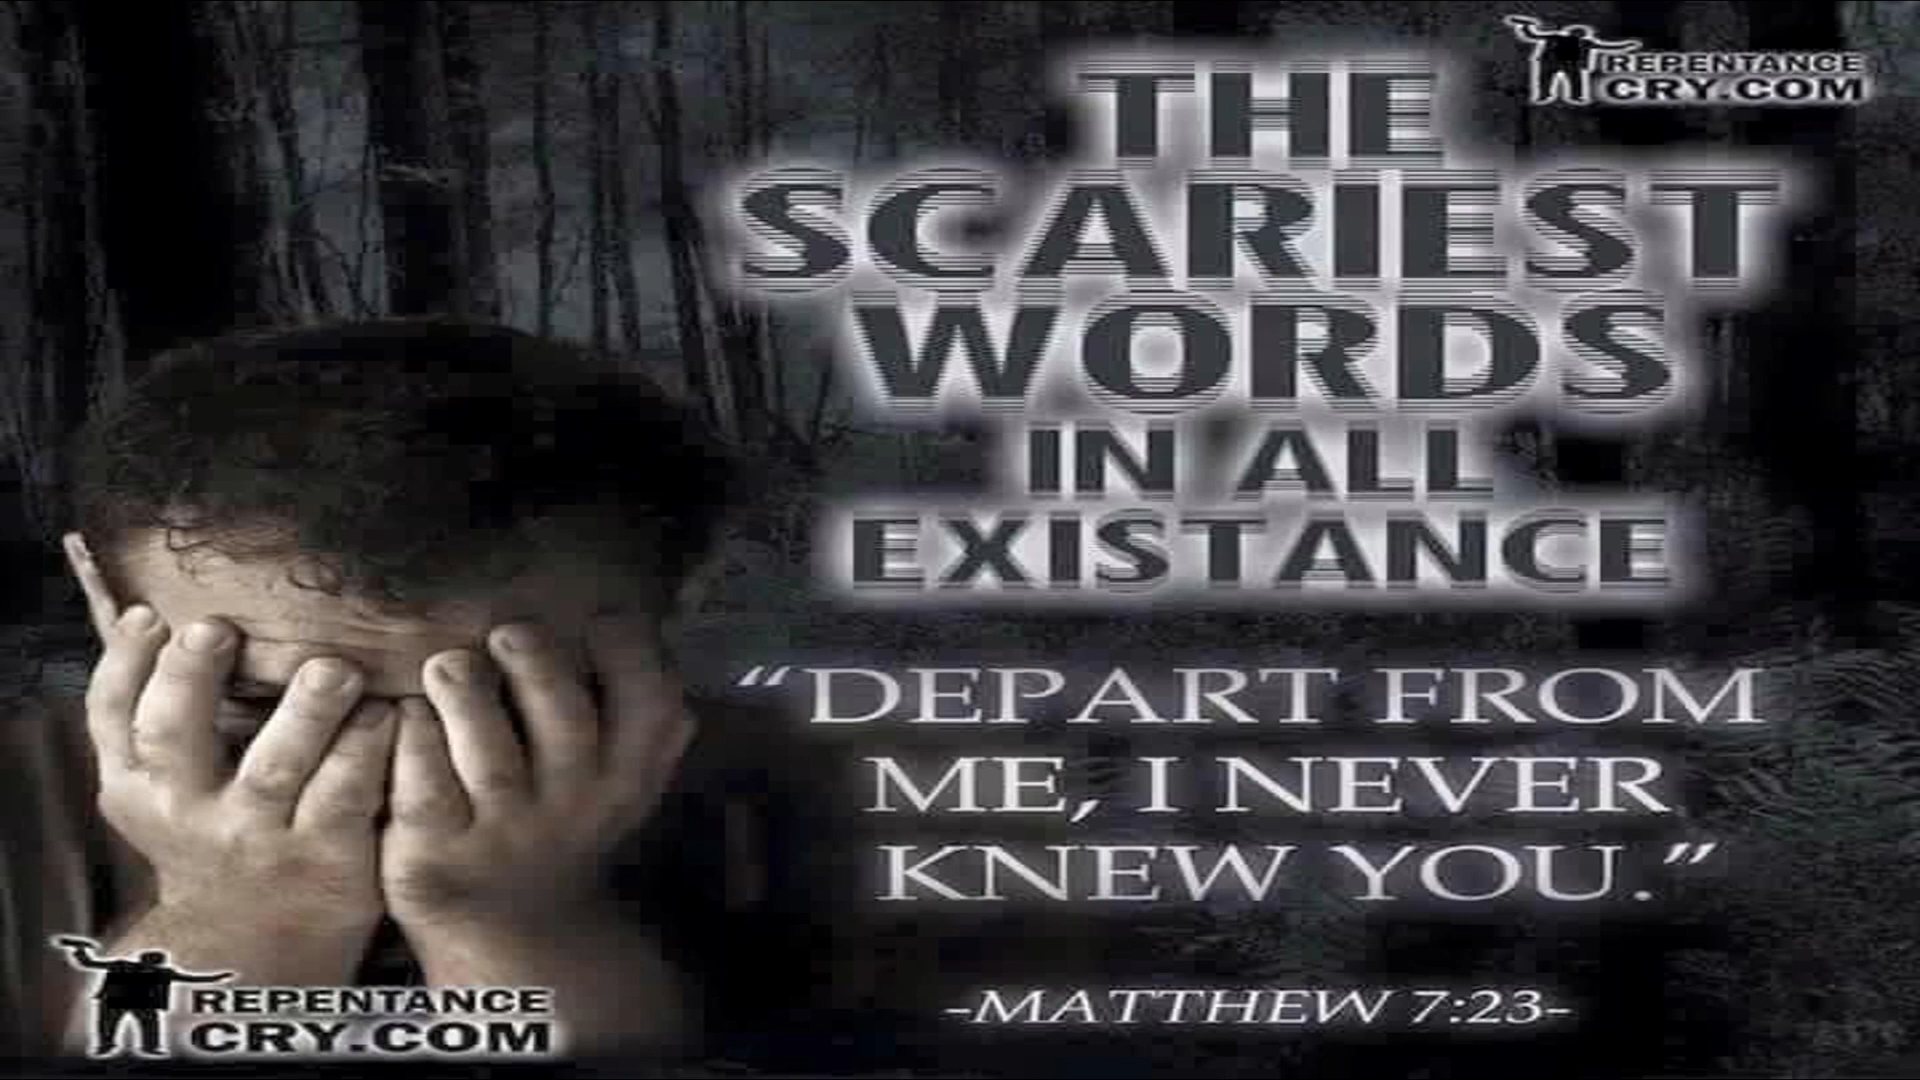 REPENTANCE
CRY.COM
THE
SCARIEST
WORDS
IN ALL
EXISTANCE
“DEPART FROM
ME, I NEVER
KNEW YOU.”
-MATTHEW 7:23-
REPENTANCE
CRY.COM